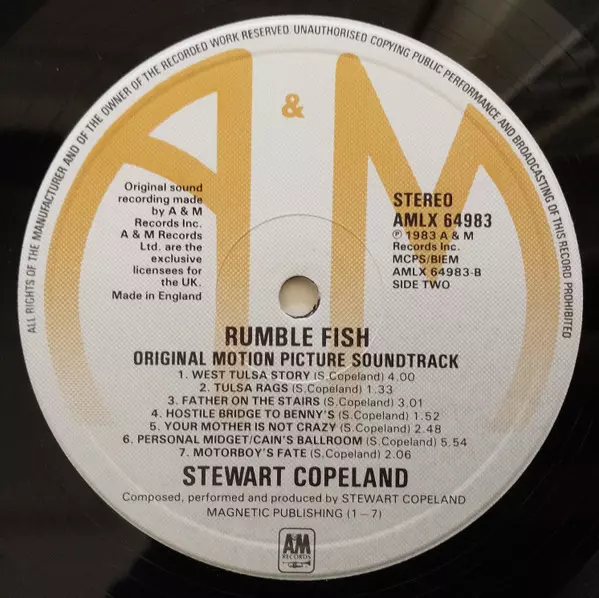 ALL RIGHTS OF THE MANUFACTURER AND OF THE OWNER OF THE RECORDED WORK RESERVED UNAUTHORISED COPYING PUBLIC PERFORMANCE AND BROADCASTING OF THIS RECORD PROHIBITED
A & M
Original sound
recording made
by A & M
Records Inc.
A & M Records
Ltd. are the
exclusive
licensees for
the UK.
Made in England
STEREO
AMLX 64983
℗ 1983 A & M
Records Inc.
MCPS/BIEM
AMLX 64983-B
SIDE TWO
RUMBLE FISH
ORIGINAL MOTION PICTURE SOUNDTRACK
1. WEST TULSA STORY (S.Copeland) 4.00
2. TULSA RAGS (S.Copeland) 1.33
3. FATHER ON THE STAIRS (S.Copeland) 3.01
4. HOSTILE BRIDGE TO BENNY'S (S.Copeland) 1.52
5. YOUR MOTHER IS NOT CRAZY (S.Copeland) 2.48
6. PERSONAL MIDGET/CAIN'S BALLROOM (S.Copeland) 5.54
7. MOTORBOY'S FATE (S.Copeland) 2.06
STEWART COPELAND
Composed, performed and produced by STEWART COPELAND
MAGNETIC PUBLISHING (1–7)
A&M
RECORDS